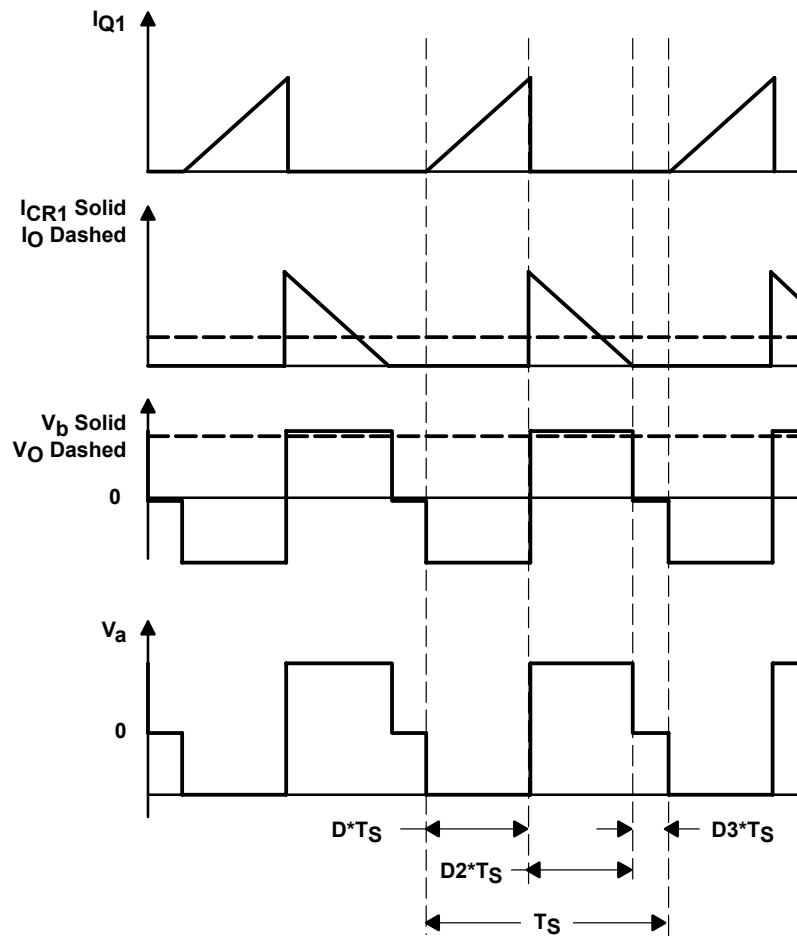 IQ1
ICR1 Solid
IO Dashed
Vb Solid
VO Dashed
0
Va
0
D*TS
D3*TS
D2*TS
TS